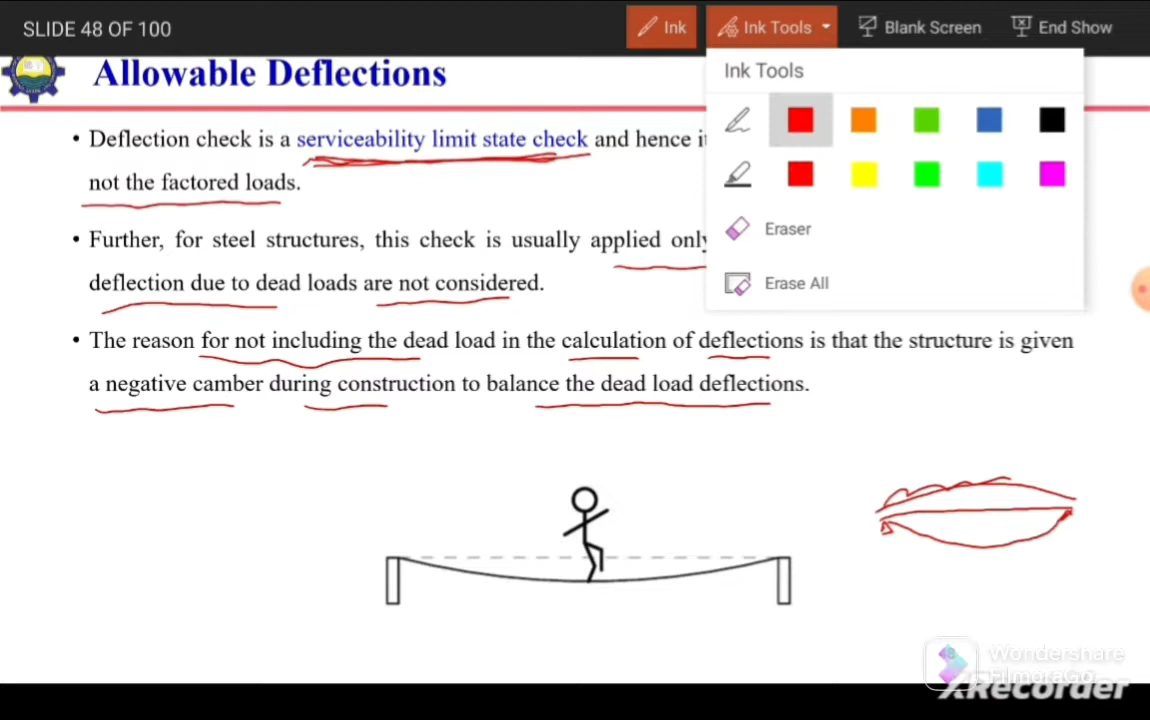 SLIDE 48 OF 100
Ink
Ink Tools
Blank Screen
End Show
Allowable Deflections
Ink Tools
• Deflection check is a serviceability limit state check and hence
not the factored loads.
• Further, for steel structures, this check is usually applied only
Eraser
deflection due to dead loads are not considered.
Erase All
• The reason for not including the dead load in the calculation of deflections is that the structure is given
a negative camber during construction to balance the dead load deflections.
Wondershare
FilmoraGo
XRecorder